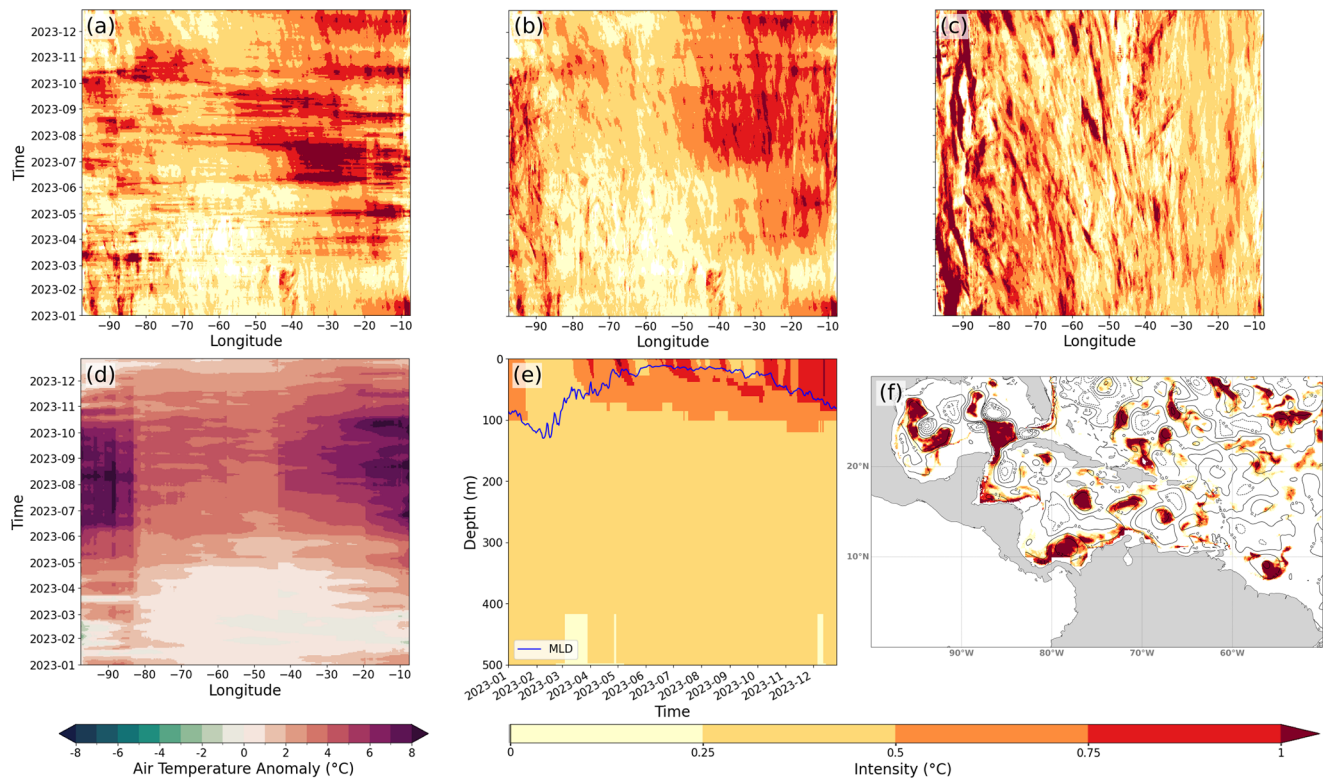 (a)
2023-12
2023-11
2023-10
2023-09
2023-08
2023-07
2023-06
2023-05
2023-04
2023-03
2023-02
2023-01
Time
−90 −80 −70 −60 −50 −40 −30 −20 −10
Longitude
(b)
−90 −80 −70 −60 −50 −40 −30 −20 −10
Longitude
(c)
−90 −80 −70 −60 −50 −40 −30 −20 −10
Longitude
(d)
2023-12
2023-11
2023-10
2023-09
2023-08
2023-07
2023-06
2023-05
2023-04
2023-03
2023-02
2023-01
Time
−90 −80 −70 −60 −50 −40 −30 −20 −10
Longitude
(e)
0
100
200
300
400
500
Depth (m)
MLD
2023-01 2023-02 2023-03 2023-04 2023-05 2023-06 2023-07 2023-08 2023-09 2023-10 2023-11 2023-12
Time
(f)
20°N
10°N
90°W 80°W 70°W 60°W
-8 -6 -4 -2 0 2 4 6 8
Air Temperature Anomaly (°C)
0 0.25 0.5 0.75 1
Intensity (°C)